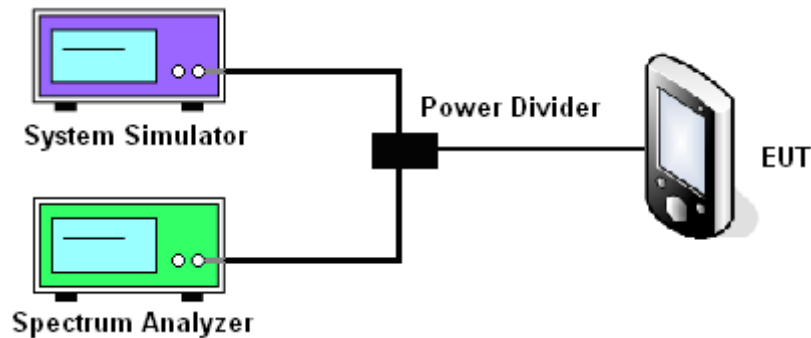 System Simulator
Power Divider
EUT
Spectrum Analyzer